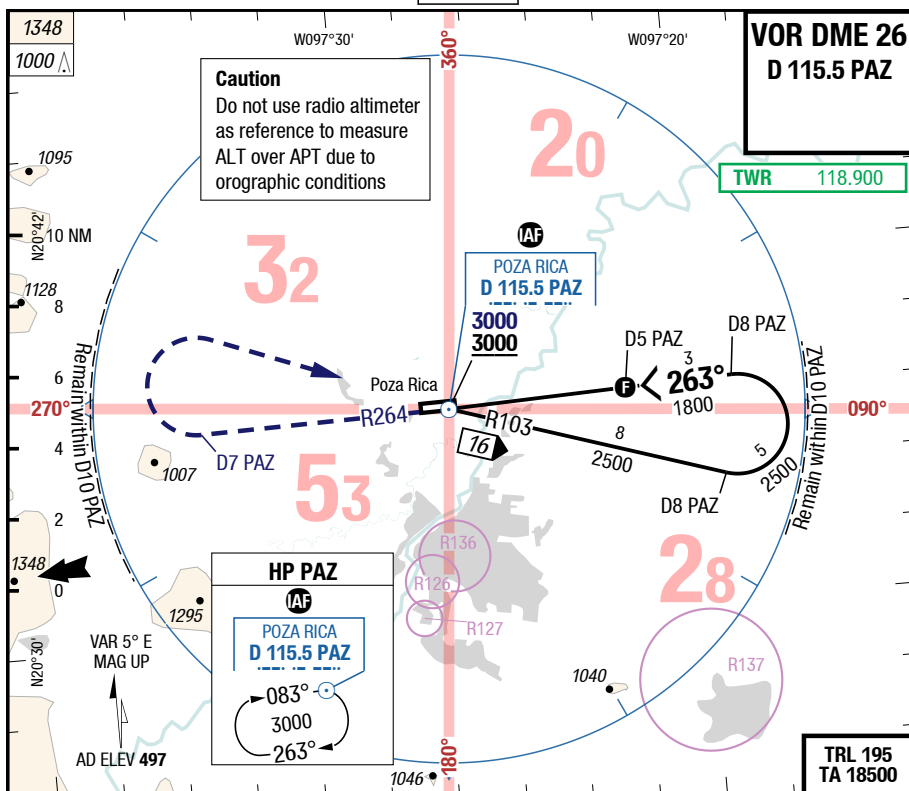 1348
1000
W097°30'
360°
W097°20'
VOR DME 26
D 115.5 PAZ
Caution
Do not use radio altimeter
as reference to measure
ALT over APT due to
orographic conditions
20
1095
TWR 118.900
N20°42'
10 NM
IAF
POZA RICA
D 115.5 PAZ
32
1128
8
3000
3000
D5 PAZ
D8 PAZ
3
Remain within D10 PAZ
6
Poza Rica
F
263°
1800
Remain within D10 PAZ
270°
R264
R103
090°
4
D7 PAZ
16
8
2500
5
2500
1007
53
D8 PAZ
2
R136
28
1348
0
HP PAZ
R126
IAF
1295
R127
POZA RICA
D 115.5 PAZ
VAR 5° E
MAG UP
N20°30'
R137
1040
083°
3000
263°
AD ELEV 497
180°
1046
TRL 195
TA 18500